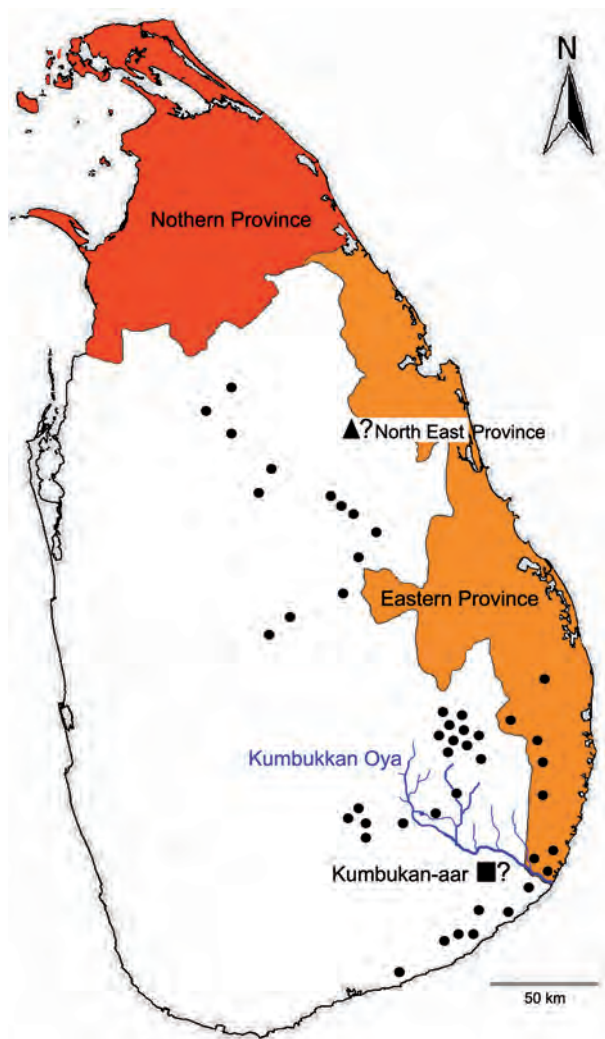 N
Nothern Province
?North East Province
Eastern Province
Kumbukkan Oya
Kumbukan-aar ?
50 km